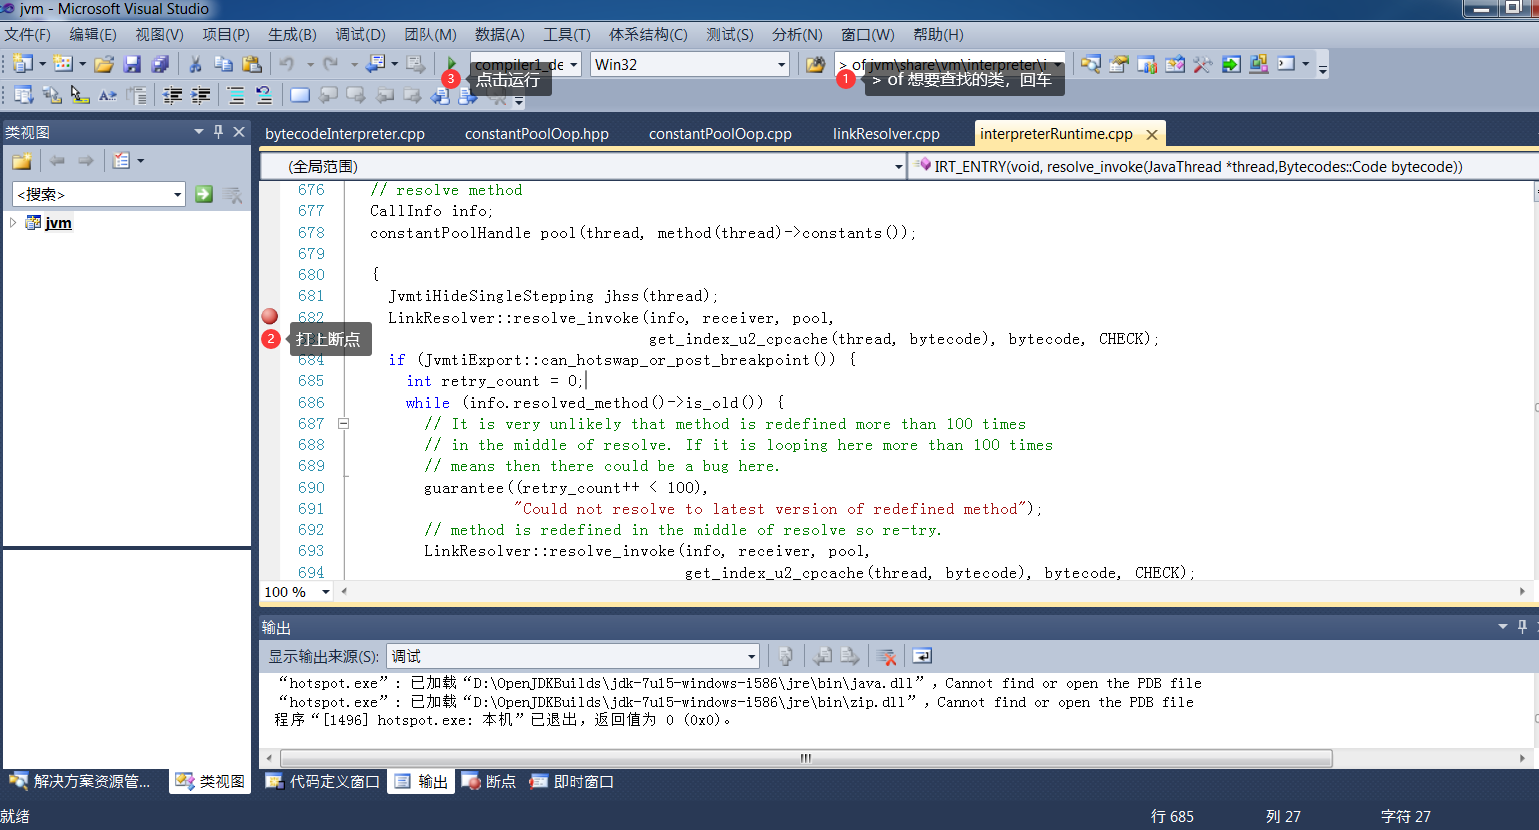 jvm - Microsoft Visual Studio
文件(F) 编辑(E) 视图(V) 项目(P) 生成(B) 调试(D) 团队(M) 数据(A) 工具(T) 体系结构(C) 测试(S) 分析(N) 窗口(W) 帮助(H)
compiler1_de Win32 > of jvm\share\vm\interpreter\i
3 点击运行 1 > of 想要查找的类，回车
类视图
bytecodeInterpreter.cpp constantPoolOop.hpp constantPoolOop.cpp linkResolver.cpp interpreterRuntime.cpp
(全局范围) IRT_ENTRY(void, resolve_invoke(JavaThread *thread,Bytecodes::Code bytecode))
<搜索>
jvm
676 // resolve method
677 CallInfo info;
678 constantPoolHandle pool(thread, method(thread)->constants());
679
680 {
681 JvmtiHideSingleStepping jhss(thread);
682 LinkResolver::resolve_invoke(info, receiver, pool,
2 打上断点 get_index_u2_cpcache(thread, bytecode), bytecode, CHECK);
684 if (JvmtiExport::can_hotswap_or_post_breakpoint()) {
685 int retry_count = 0;
686 while (info.resolved_method()->is_old()) {
687 // It is very unlikely that method is redefined more than 100 times
688 // in the middle of resolve. If it is looping here more than 100 times
689 // means then there could be a bug here.
690 guarantee((retry_count++ < 100),
691 "Could not resolve to latest version of redefined method");
692 // method is redefined in the middle of resolve so re-try.
693 LinkResolver::resolve_invoke(info, receiver, pool,
694 get_index_u2_cpcache(thread, bytecode), bytecode, CHECK);
100 %
输出
显示输出来源(S): 调试
“hotspot.exe”: 已加载“D:\OpenJDKBuilds\jdk-7u15-windows-i586\jre\bin\java.dll”，Cannot find or open the PDB file
“hotspot.exe”: 已加载“D:\OpenJDKBuilds\jdk-7u15-windows-i586\jre\bin\zip.dll”，Cannot find or open the PDB file
程序“[1496] hotspot.exe: 本机”已退出，返回值为 0 (0x0)。
解决方案资源管... 类视图 代码定义窗口 输出 断点 即时窗口
就绪 行 685 列 27 字符 27